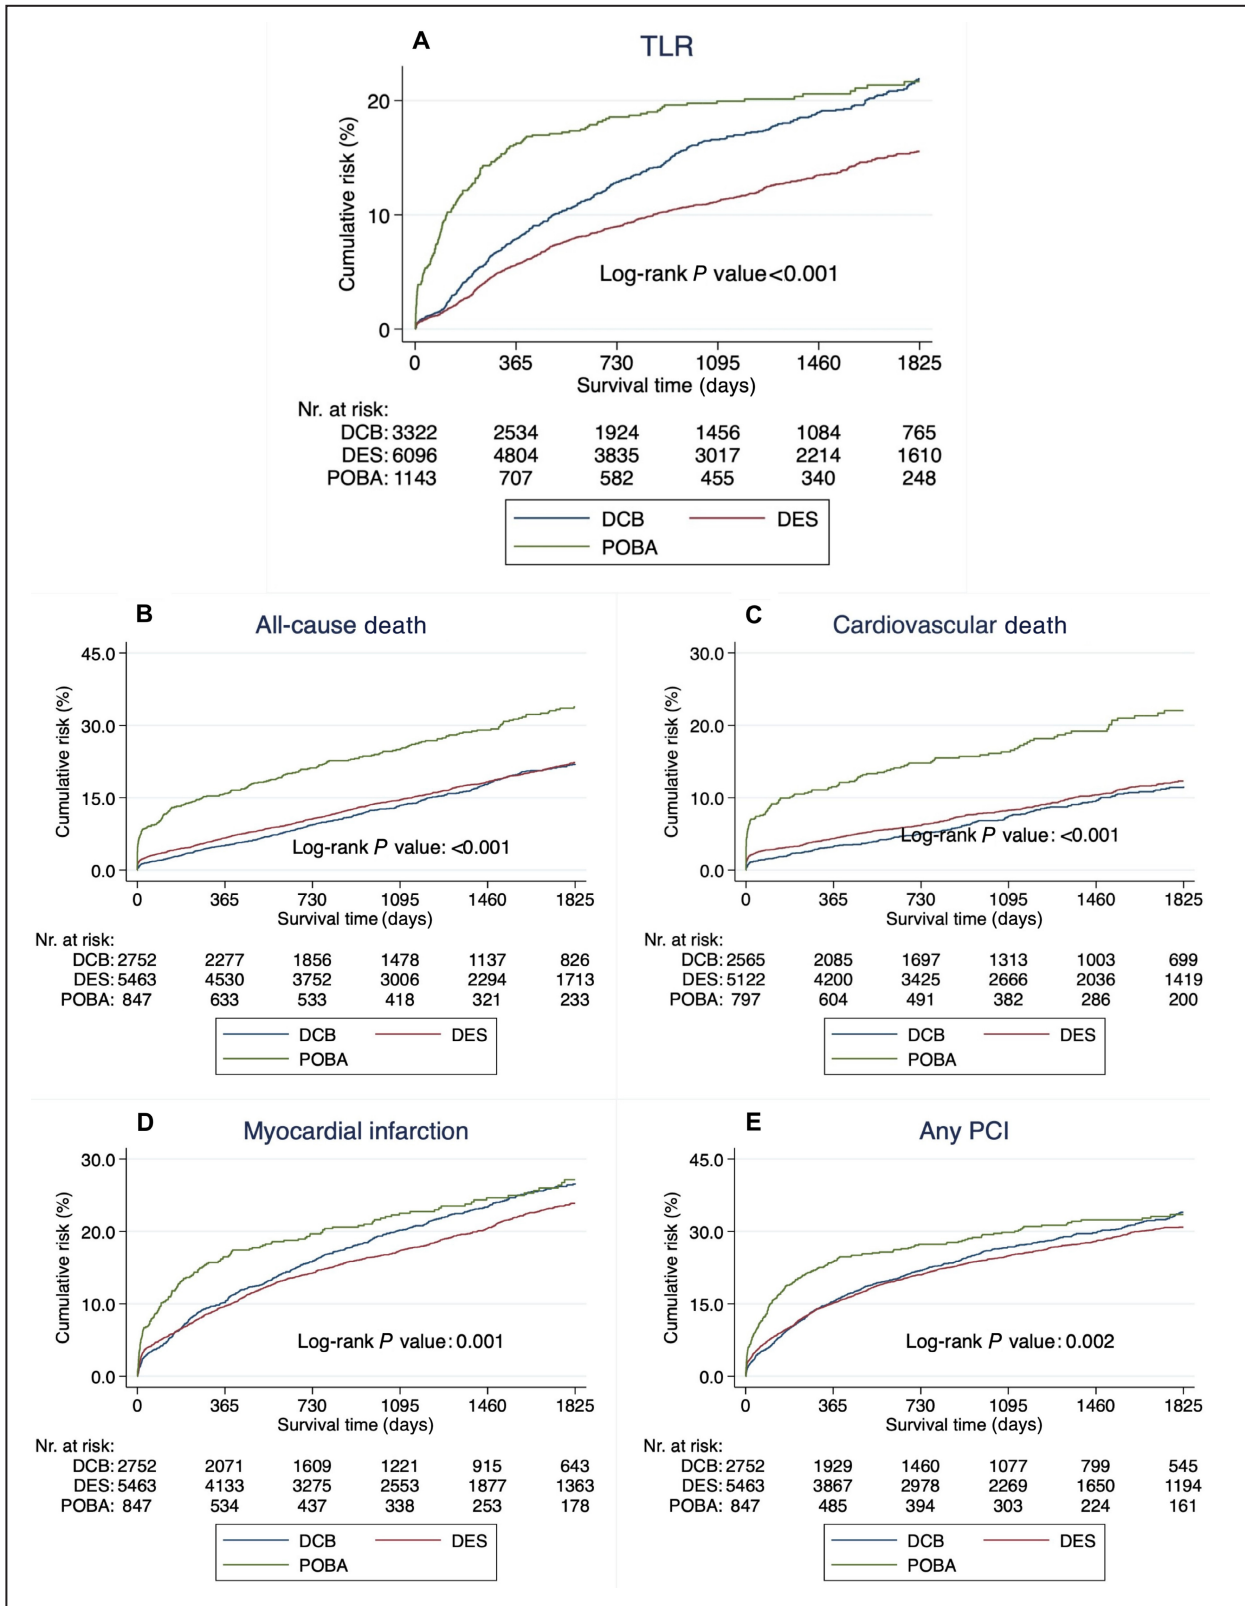 A
TLR
Cumulative risk (%)
20
10
0
Log-rank P value<0.001
0 365 730 1095 1460 1825
Survival time (days)
Nr. at risk:
DCB: 3322 2534 1924 1456 1084 765
DES: 6096 4804 3835 3017 2214 1610
POBA: 1143 707 582 455 340 248
DCB DES
POBA
B
All-cause death
Cumulative risk (%)
45.0
30.0
15.0
0.0
Log-rank P value: <0.001
0 365 730 1095 1460 1825
Survival time (days)
Nr. at risk:
DCB: 2752 2277 1856 1478 1137 826
DES: 5463 4530 3752 3006 2294 1713
POBA: 847 633 533 418 321 233
DCB DES
POBA
C
Cardiovascular death
Cumulative risk (%)
30.0
20.0
10.0
0.0
Log-rank P value: <0.001
0 365 730 1095 1460 1825
Survival time (days)
Nr. at risk:
DCB: 2565 2085 1697 1313 1003 699
DES: 5122 4200 3425 2666 2036 1419
POBA: 797 604 491 382 286 200
DCB DES
POBA
D
Myocardial infarction
Cumulative risk (%)
30.0
20.0
10.0
0.0
Log-rank P value: 0.001
0 365 730 1095 1460 1825
Survival time (days)
Nr. at risk:
DCB: 2752 2071 1609 1221 915 643
DES: 5463 4133 3275 2553 1877 1363
POBA: 847 534 437 338 253 178
DCB DES
POBA
E
Any PCI
Cumulative risk (%)
45.0
30.0
15.0
0.0
Log-rank P value: 0.002
0 365 730 1095 1460 1825
Survival time (days)
Nr. at risk:
DCB: 2752 1929 1460 1077 799 545
DES: 5463 3867 2978 2269 1650 1194
POBA: 847 485 394 303 224 161
DCB DES
POBA